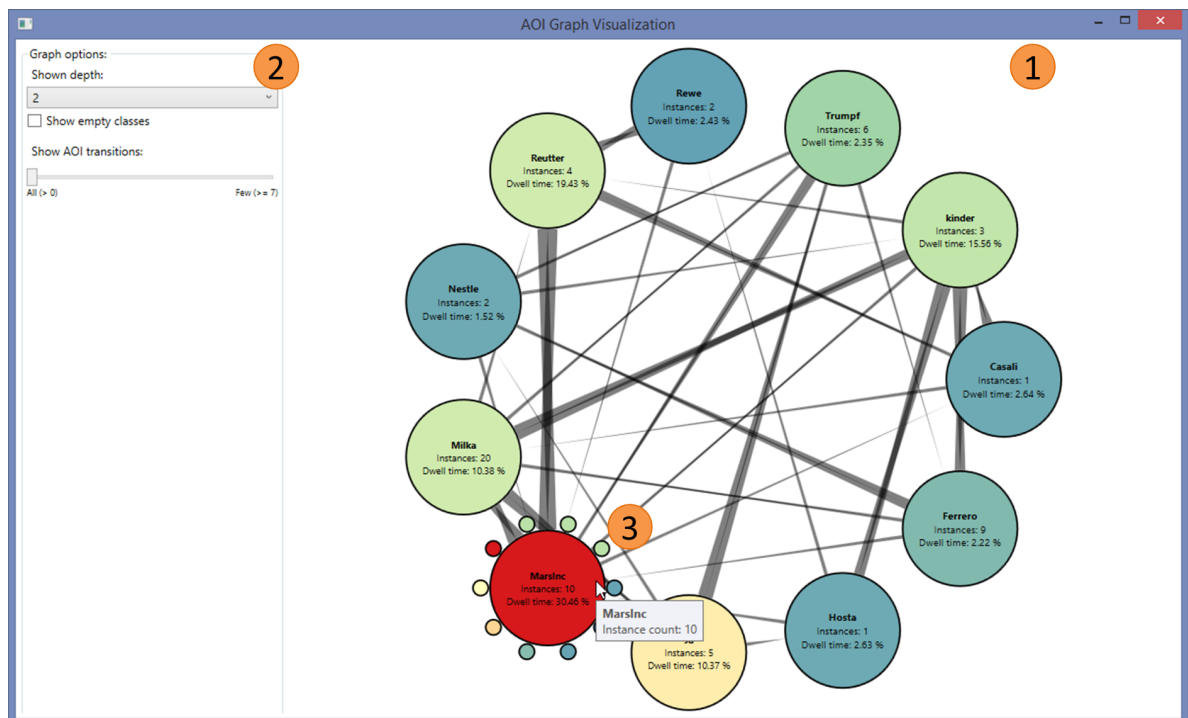 AOI Graph Visualization
Graph options:
Shown depth:
2
Show empty classes
Show AOI transitions:
All (> 0)
Few (>= 7)
2
1
Rewe
Instances: 2
Dwell time: 2.43 %
Trumpf
Instances: 6
Dwell time: 2.35 %
Reutter
Instances: 4
Dwell time: 19.43 %
kinder
Instances: 3
Dwell time: 15.56 %
Nestle
Instances: 2
Dwell time: 1.52 %
Casali
Instances: 1
Dwell time: 2.64 %
Milka
Instances: 20
Dwell time: 10.38 %
Ferrero
Instances: 9
Dwell time: 2.22 %
3
MarsInc
Instances: 10
Dwell time: 30.46 %
MarsInc
Instance count: 10
Instances: 5
Dwell time: 10.37 %
Hosta
Instances: 1
Dwell time: 2.63 %